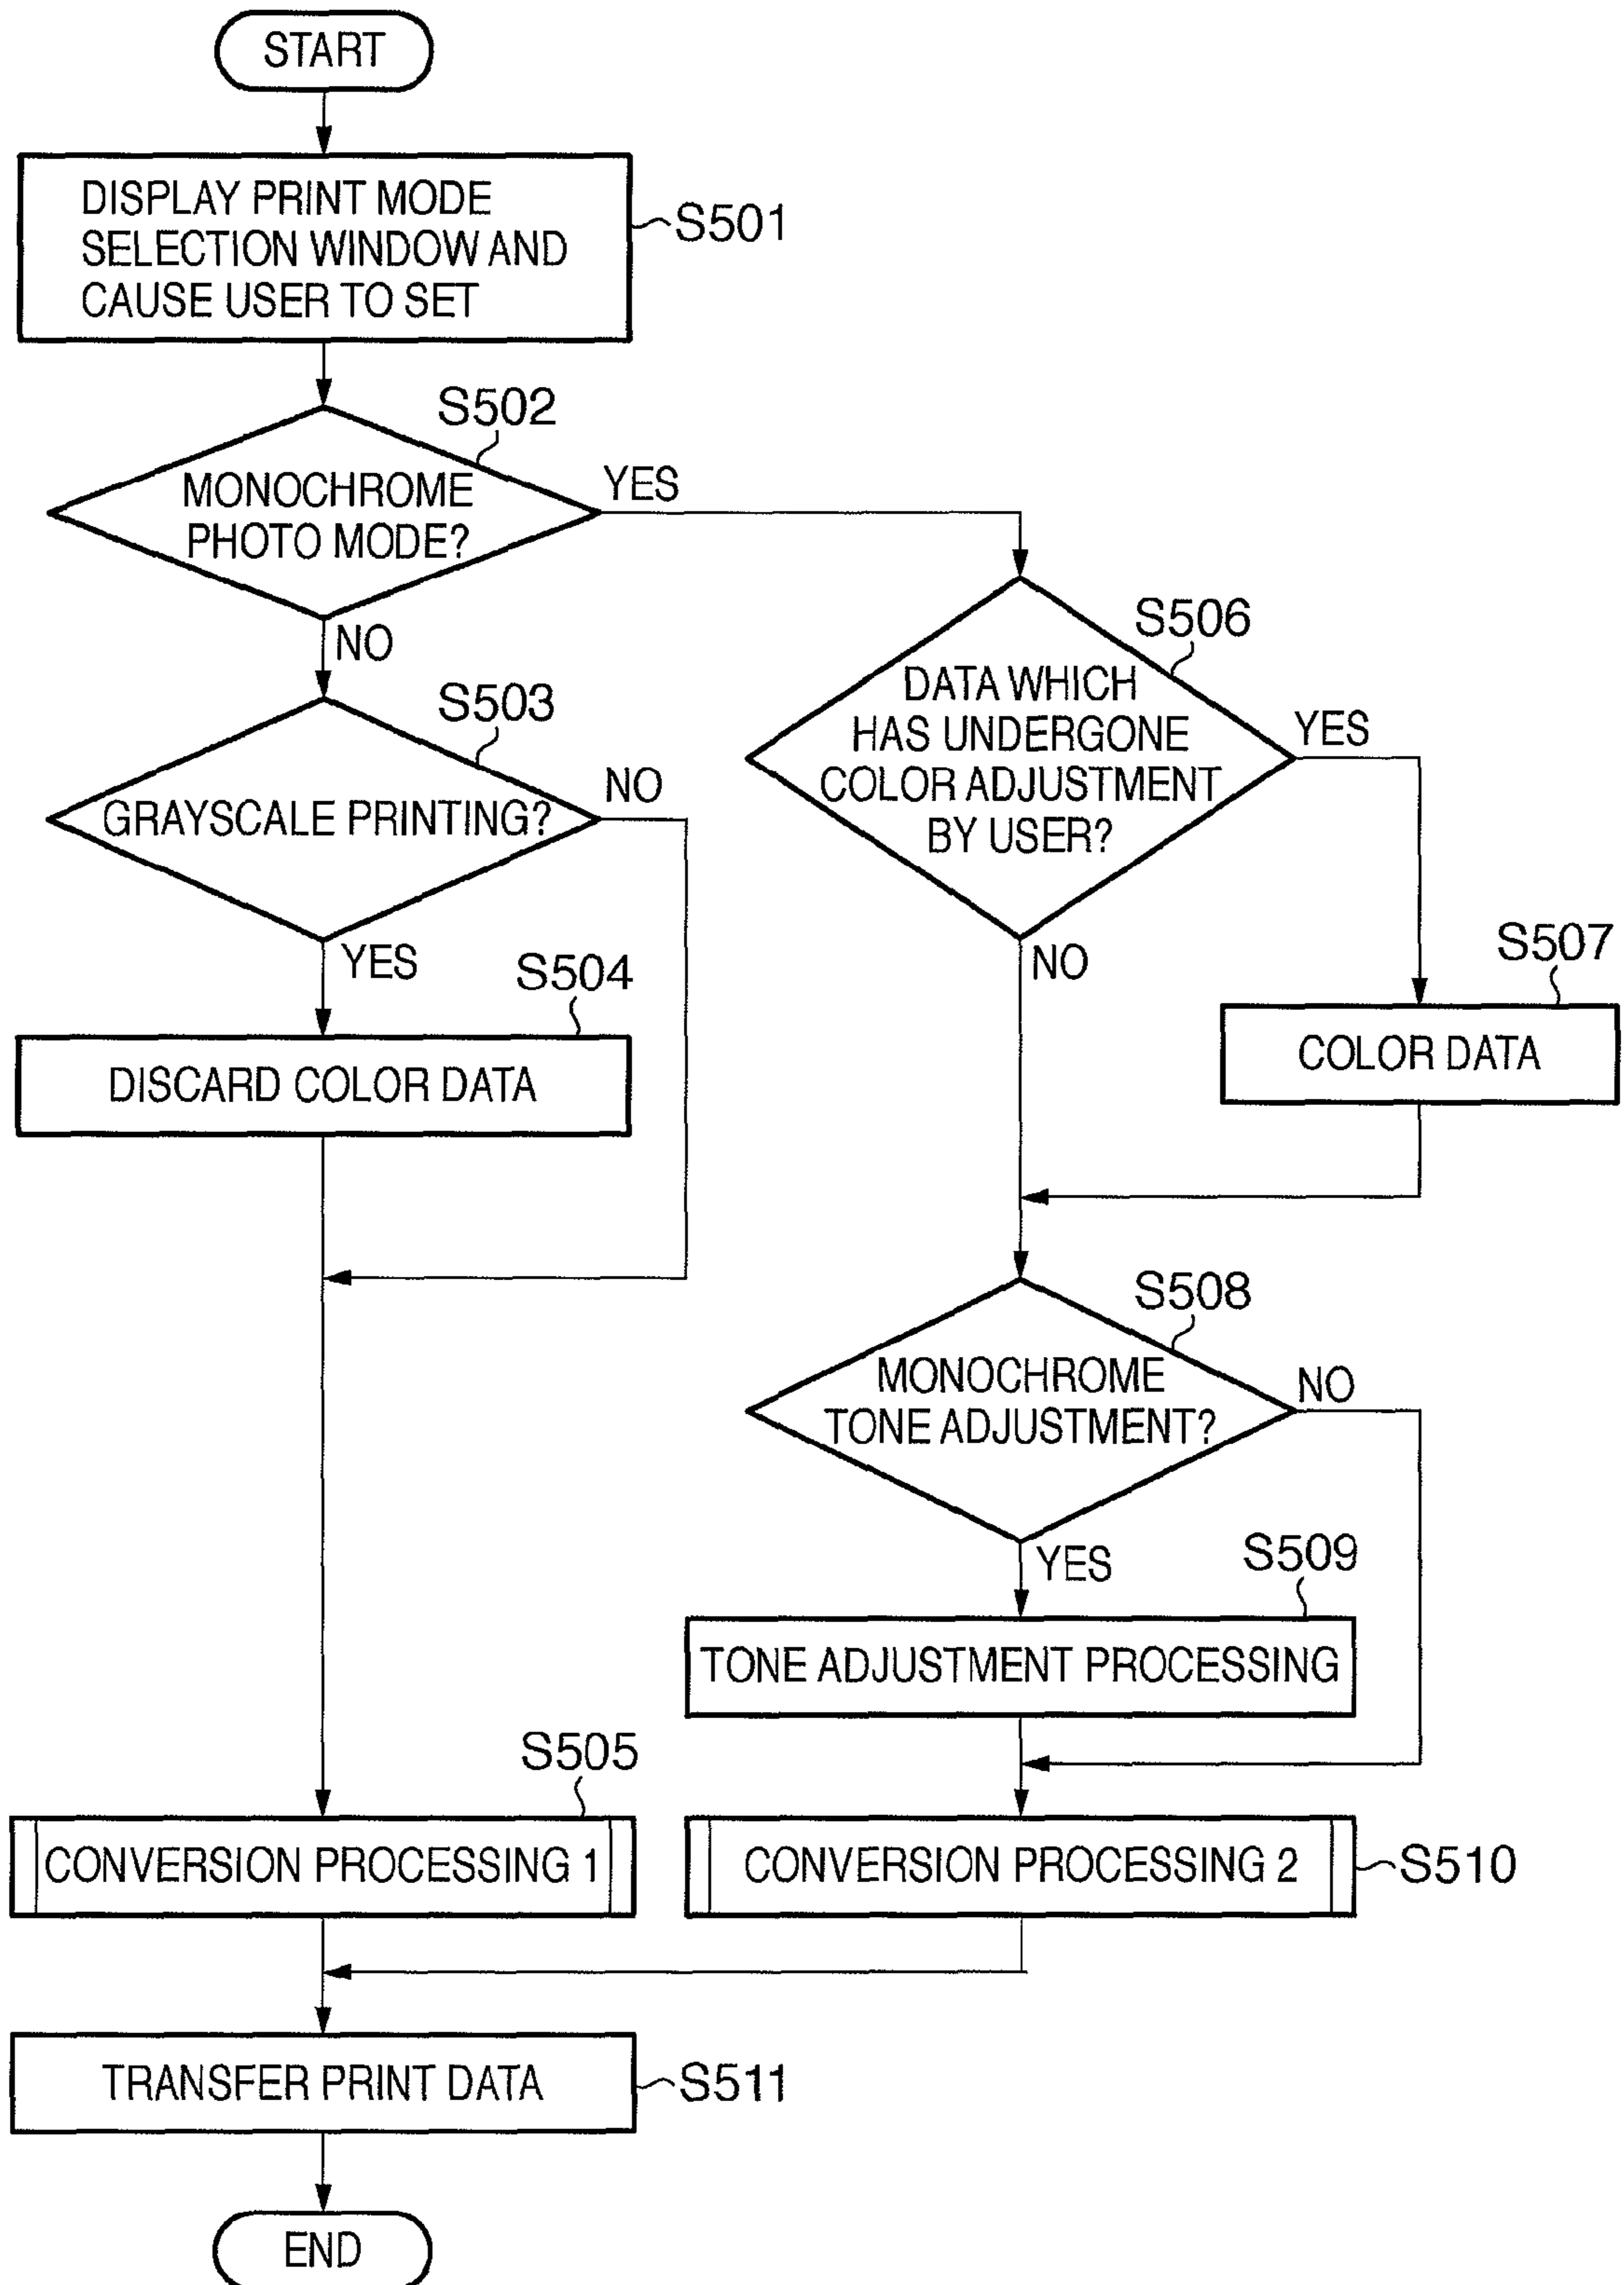 START
DISPLAY PRINT MODE
SELECTION WINDOW AND
CAUSE USER TO SET
S501
S502
MONOCHROME
PHOTO MODE?
YES
NO
S503
GRAYSCALE PRINTING?
NO
YES
S504
DISCARD COLOR DATA
S506
DATA WHICH
HAS UNDERGONE
COLOR ADJUSTMENT
BY USER?
YES
NO
S507
COLOR DATA
S508
MONOCHROME
TONE ADJUSTMENT?
NO
YES
S509
TONE ADJUSTMENT PROCESSING
S505
CONVERSION PROCESSING 1
CONVERSION PROCESSING 2
S510
TRANSFER PRINT DATA
S511
END